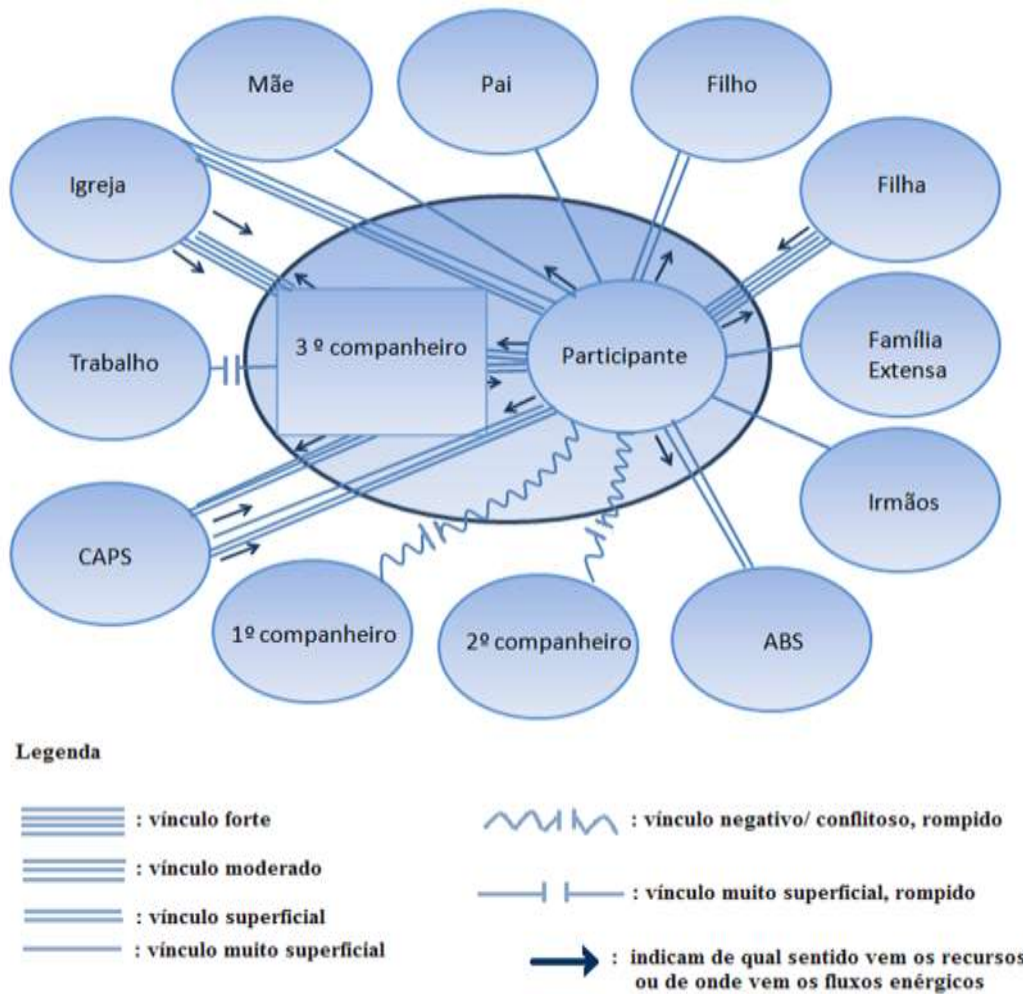 Mãe
Pai
Filho
Igreja
Filha
3 º companheiro
Participante
Trabalho
Família
Extensa
Irmãos
CAPS
1º companheiro
2º companheiro
ABS
Legenda
: vínculo forte
: vínculo moderado
: vínculo superficial
: vínculo muito superficial
: vínculo negativo/ conflitoso, rompido
: vínculo muito superficial, rompido
: indicam de qual sentido vem os recursos
ou de onde vem os fluxos enérgicos